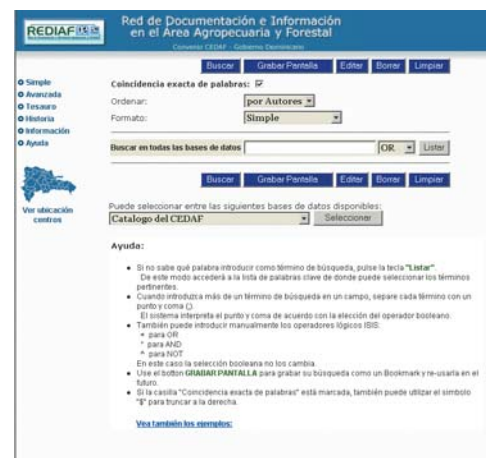 REDIAF
Red de Documentación e Información
en el Area Agropecuaria y Forestal
Convenio CEDAF - Gobierno Dominicano
Buscar Grabar Pantalla Editar Borrar Limpiar
Simple
Avanzada
Tesauro
Historia
Información
Ayuda
Ver ubicación
centros
Coincidencia exacta de palabras:
Ordenar: por Autores
Formato: Simple
Buscar en todas las bases de datos OR Listar
Buscar Grabar Pantalla Editar Borrar Limpiar
Puede seleccionar entre las siguientes bases de datos disponibles:
Catalogo del CEDAF Seleccionar
Ayuda:
Si no sabe qué palabra introducir como término de búsqueda, pulse la tecla "Listar".
De este modo accederá a la lista de palabras clave de donde puede seleccionar los términos
pertinentes.
Cuando introduzca más de un término de búsqueda en un campo, separe cada término con un
punto y coma (;).
El sistema interpreta el punto y coma de acuerdo con la elección del operador booleano.
También puede introducir manualmente los operadores lógicos ISIS:
+ para OR
* para AND
^ para NOT
En este caso la selección booleana no los cambia.
Use el botton GRABAR PANTALLA para grabar su búsqueda como un Bookmark y re-usarla en el
futuro.
Si la casilla "Coincidencia exacta de palabras" está marcada, también puede utilizar el simbolo
"$" para truncar a la derecha.
Vea también los ejemplos: